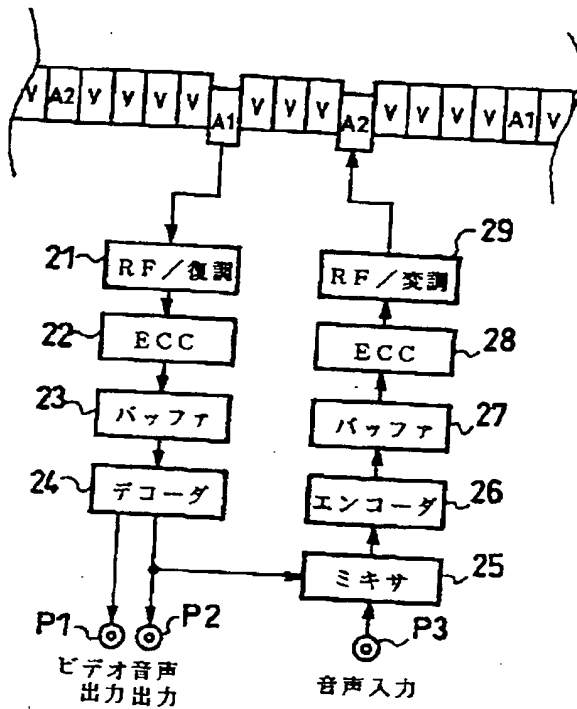 V A2 V V V V A1 V V V A2 V V V V A1 V
21 RF/復調
29 RF/変調
22 ECC
28 ECC
23 バッファ
27 バッファ
24 デコーダ
26 エンコーダ
25 ミキサ
P1 P2 P3
ビデオ 音声
出力 出力
音声入力